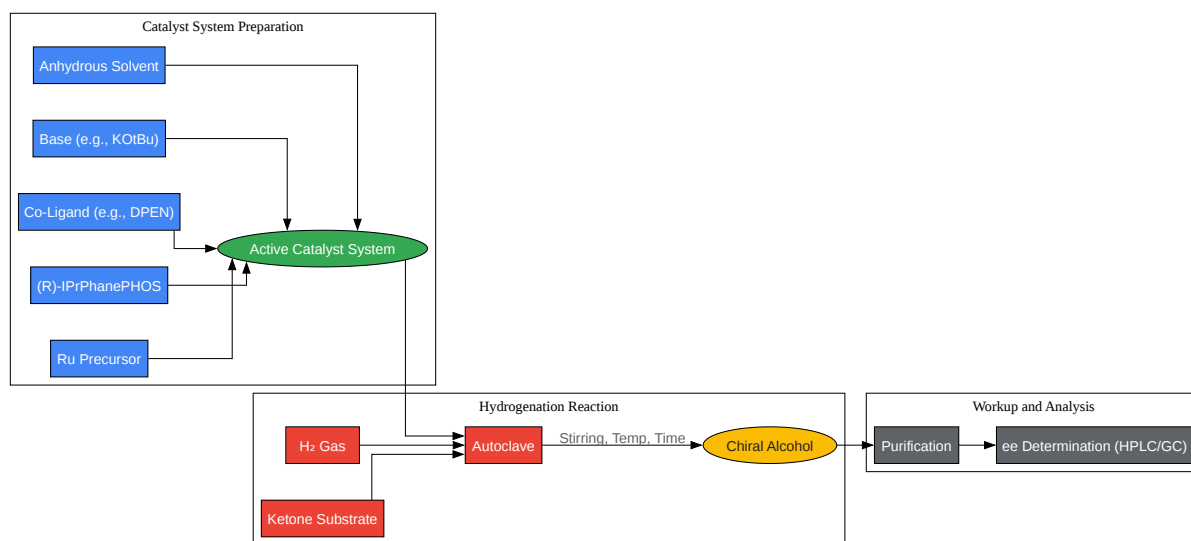 Catalyst System Preparation
Anhydrous Solvent
Base (e.g., KOtBu)
Co-Ligand (e.g., DPEN)
Active Catalyst System
(R)-IPrPhanePHOS
Ru Precursor
Hydrogenation Reaction
H₂ Gas
Autoclave
Stirring, Temp, Time
Chiral Alcohol
Ketone Substrate
Workup and Analysis
Purification
ee Determination (HPLC/GC)